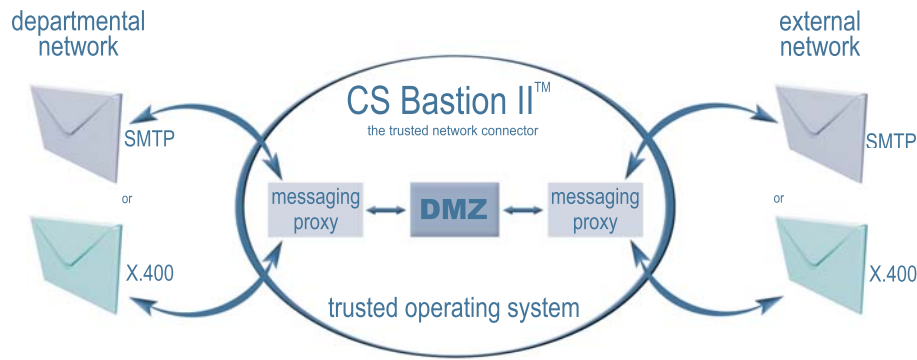 departmental
network
SMTP
or
X.400
CS Bastion II™
the trusted network connector
messaging
proxy
DMZ
messaging
proxy
trusted operating system
external
network
SMTP
or
X.400